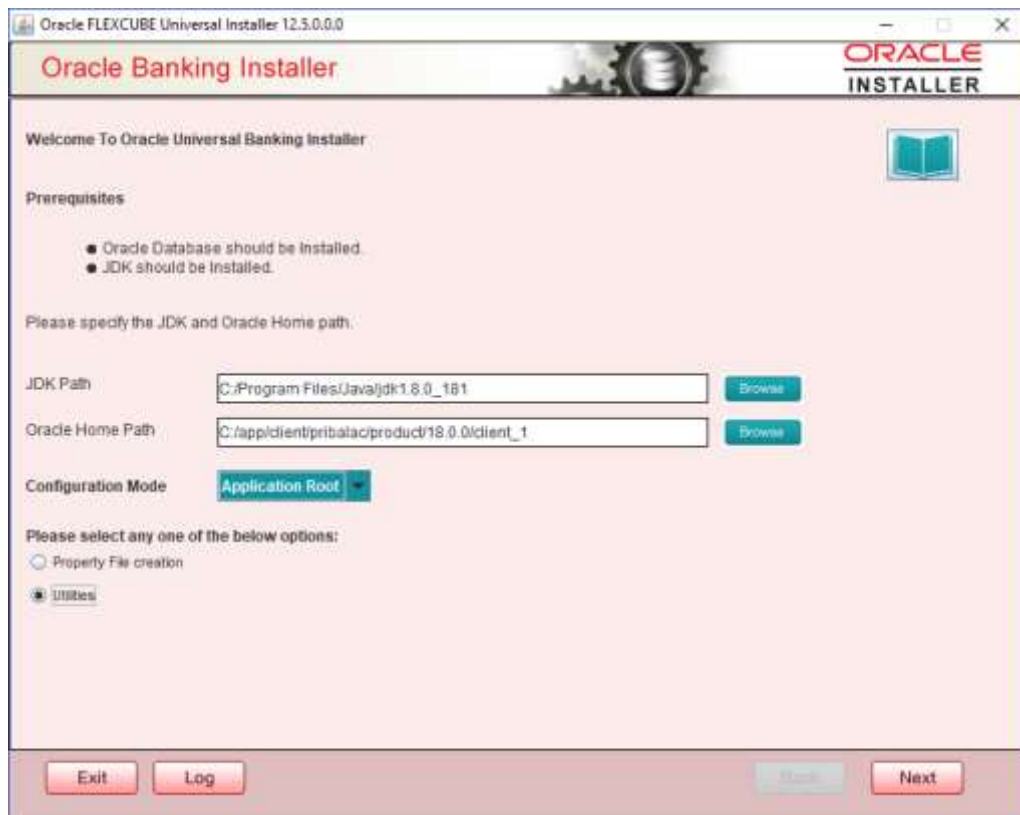 Oracle FLEXCUBE Universal Installer 12.5.0.0.0
Oracle Banking Installer
ORACLE
INSTALLER
Welcome To Oracle Universal Banking Installer
Prerequisites
Oracle Database should be Installed.
JDK should be Installed.
Please specify the JDK and Oracle Home path.
JDK Path
C:/Program Files/Java/jdk1.8.0_181
Browse
Oracle Home Path
C:/app/client/pribalac/product/18.0.0/client_1
Browse
Configuration Mode
Application Root
Please select any one of the below options:
Property File creation
Utilities
Exit
Log
Back
Next